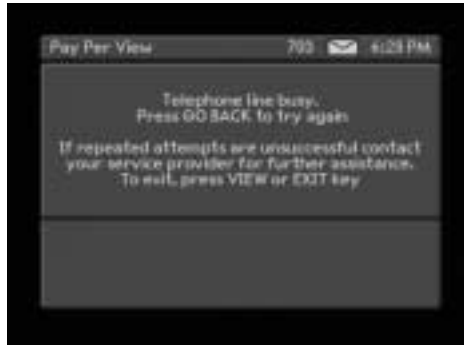 Pay Per View 703 6:23 PM
Telephone line busy.
Press GO BACK to try again
If repeated attempts are unsuccessful contact
your service provider for further assistance.
To exit, press VIEW or EXIT key